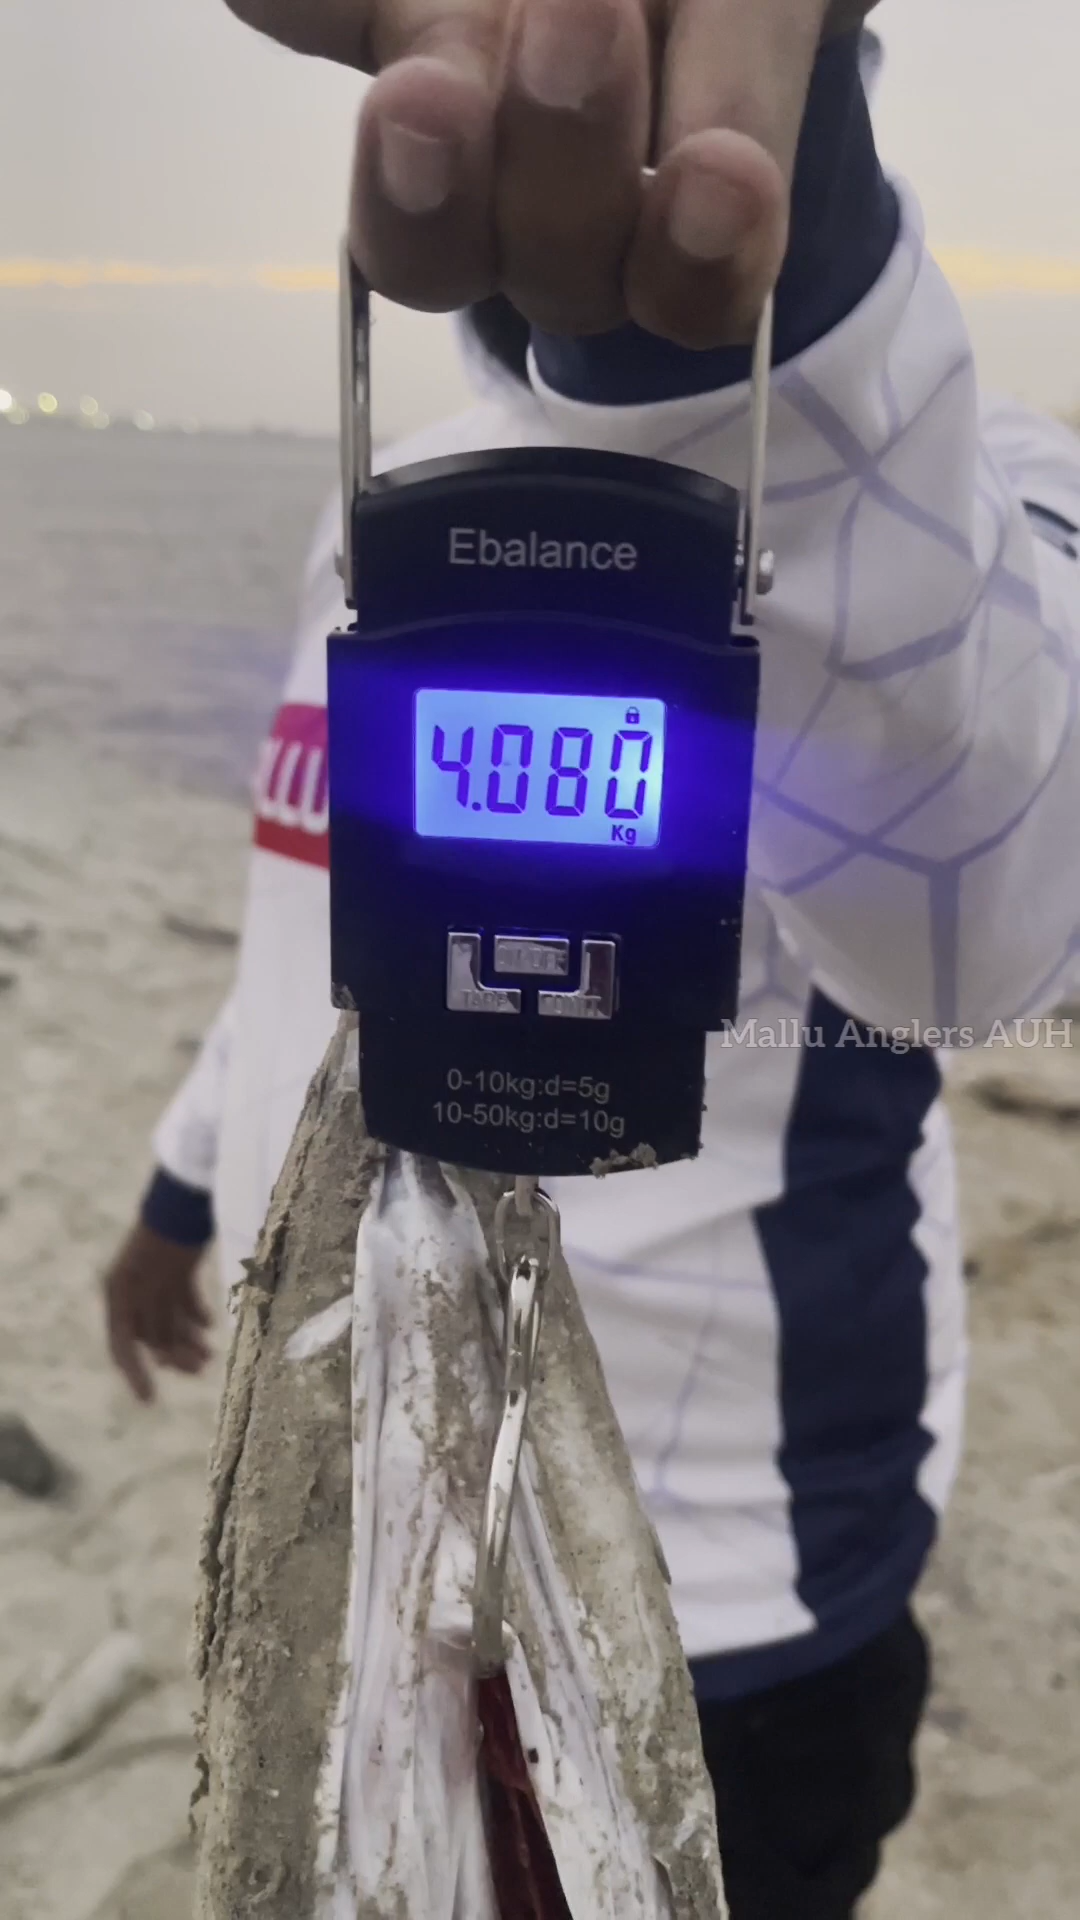 Ebalance
4.080
Kg
TARE
0-10kg:d=5g
10-50kg:d=10g
Mallu Anglers AUH